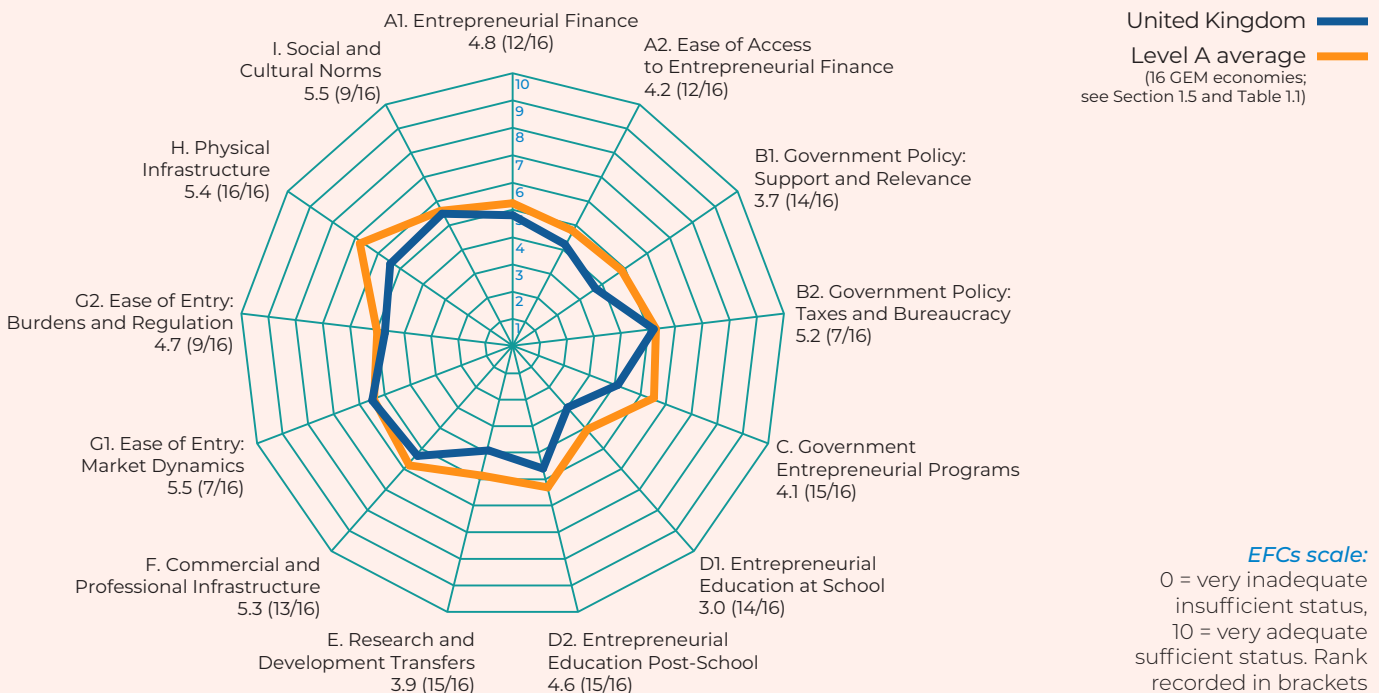 A1. Entrepreneurial Finance
4.8 (12/16)
A2. Ease of Access
to Entrepreneurial Finance
4.2 (12/16)
B1. Government Policy:
Support and Relevance
3.7 (14/16)
B2. Government Policy:
Taxes and Bureaucracy
5.2 (7/16)
C. Government
Entrepreneurial Programs
4.1 (15/16)
D1. Entrepreneurial
Education at School
3.0 (14/16)
D2. Entrepreneurial
Education Post-School
4.6 (15/16)
E. Research and
Development Transfers
3.9 (15/16)
F. Commercial and
Professional Infrastructure
5.3 (13/16)
G1. Ease of Entry:
Market Dynamics
5.5 (7/16)
G2. Ease of Entry:
Burdens and Regulation
4.7 (9/16)
H. Physical
Infrastructure
5.4 (16/16)
I. Social and
Cultural Norms
5.5 (9/16)
10
9
8
7
6
5
4
3
2
1
United Kingdom
Level A average
(16 GEM economies;
see Section 1.5 and Table 1.1)
EFCs scale:
0 = very inadequate
insufficient status,
10 = very adequate
sufficient status. Rank
recorded in brackets